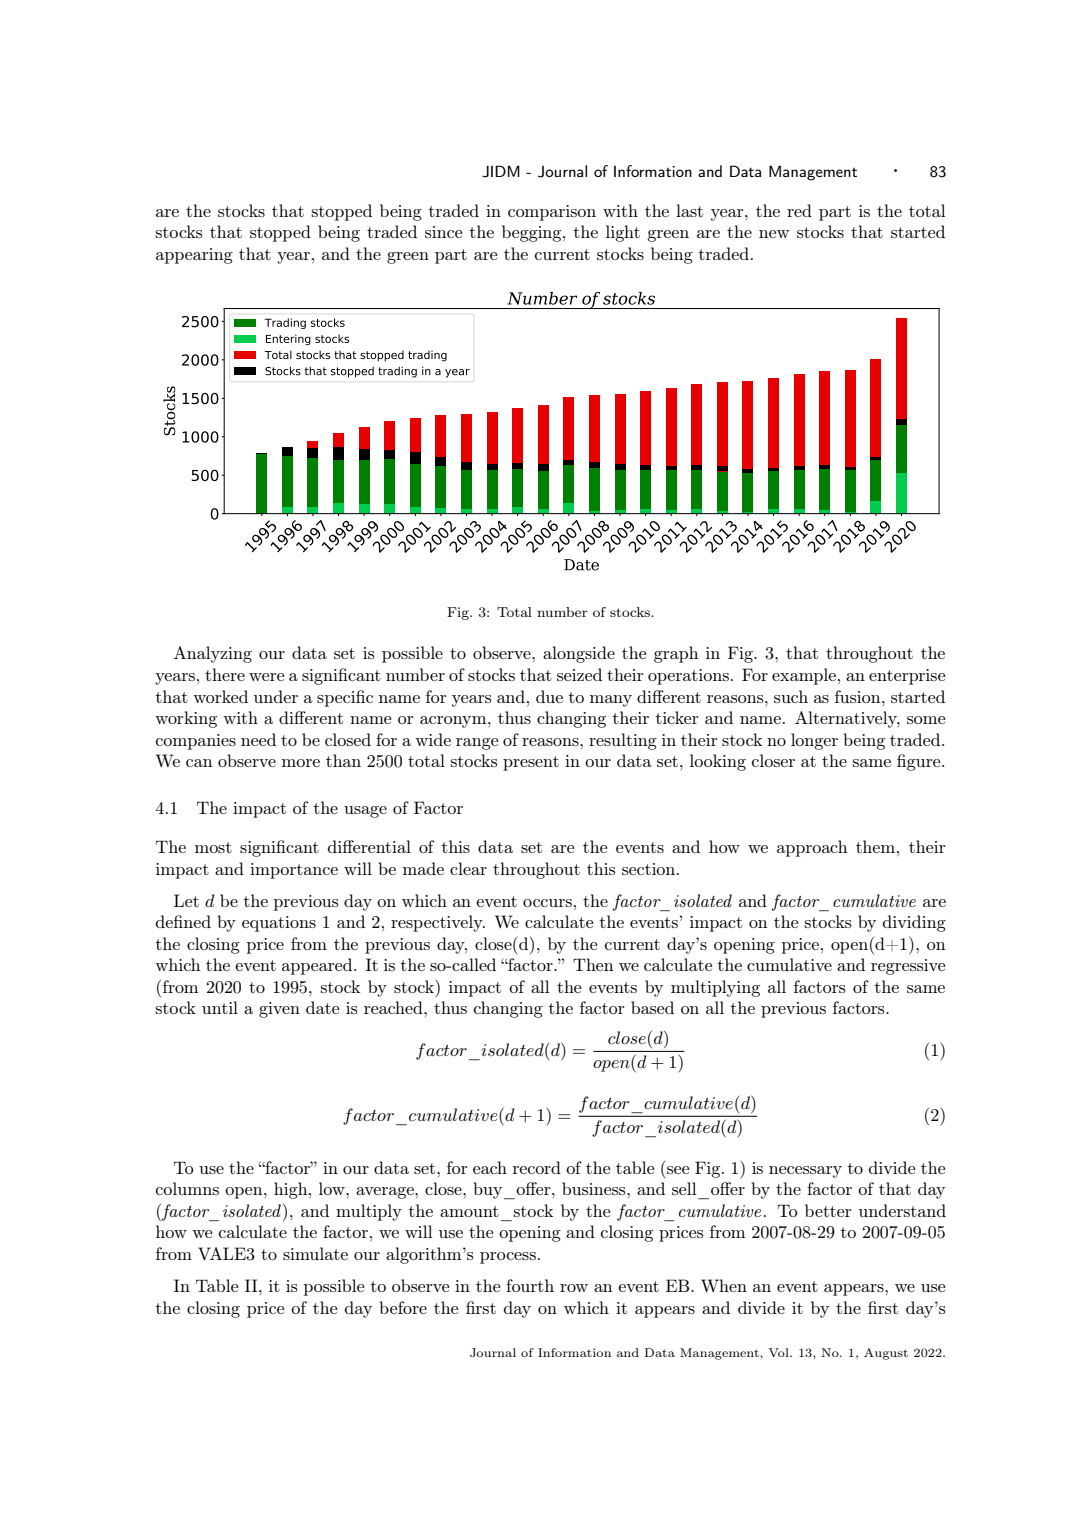 JIDM - Journal of Information and Data Management · 83
are the stocks that stopped being traded in comparison with the last year, the red part is the total
stocks that stopped being traded since the begging, the light green are the new stocks that started
appearing that year, and the green part are the current stocks being traded.
Number of stocks
2500
2000
1500
1000
500
0
Stocks
Trading stocks
Entering stocks
Total stocks that stopped trading
Stocks that stopped trading in a year
1995 1996 1997 1998 1999 2000 2001 2002 2003 2004 2005 2006 2007 2008 2009 2010 2011 2012 2013 2014 2015 2016 2017 2018 2019 2020
Date
Fig. 3: Total number of stocks.
Analyzing our data set is possible to observe, alongside the graph in Fig. 3, that throughout the
years, there were a significant number of stocks that seized their operations. For example, an enterprise
that worked under a specific name for years and, due to many different reasons, such as fusion, started
working with a different name or acronym, thus changing their ticker and name. Alternatively, some
companies need to be closed for a wide range of reasons, resulting in their stock no longer being traded.
We can observe more than 2500 total stocks present in our data set, looking closer at the same figure.
4.1 The impact of the usage of Factor
The most significant differential of this data set are the events and how we approach them, their
impact and importance will be made clear throughout this section.
Let d be the previous day on which an event occurs, the factor_isolated and factor_cumulative are
defined by equations 1 and 2, respectively. We calculate the events' impact on the stocks by dividing
the closing price from the previous day, close(d), by the current day's opening price, open(d+1), on
which the event appeared. It is the so-called “factor.” Then we calculate the cumulative and regressive
(from 2020 to 1995, stock by stock) impact of all the events by multiplying all factors of the same
stock until a given date is reached, thus changing the factor based on all the previous factors.
factor_isolated(d) = close(d) / open(d + 1) (1)
factor_cumulative(d + 1) = factor_cumulative(d) / factor_isolated(d) (2)
To use the “factor” in our data set, for each record of the table (see Fig. 1) is necessary to divide the
columns open, high, low, average, close, buy_offer, business, and sell_offer by the factor of that day
(factor_isolated), and multiply the amount_stock by the factor_cumulative. To better understand
how we calculate the factor, we will use the opening and closing prices from 2007-08-29 to 2007-09-05
from VALE3 to simulate our algorithm's process.
In Table II, it is possible to observe in the fourth row an event EB. When an event appears, we use
the closing price of the day before the first day on which it appears and divide it by the first day's
Journal of Information and Data Management, Vol. 13, No. 1, August 2022.